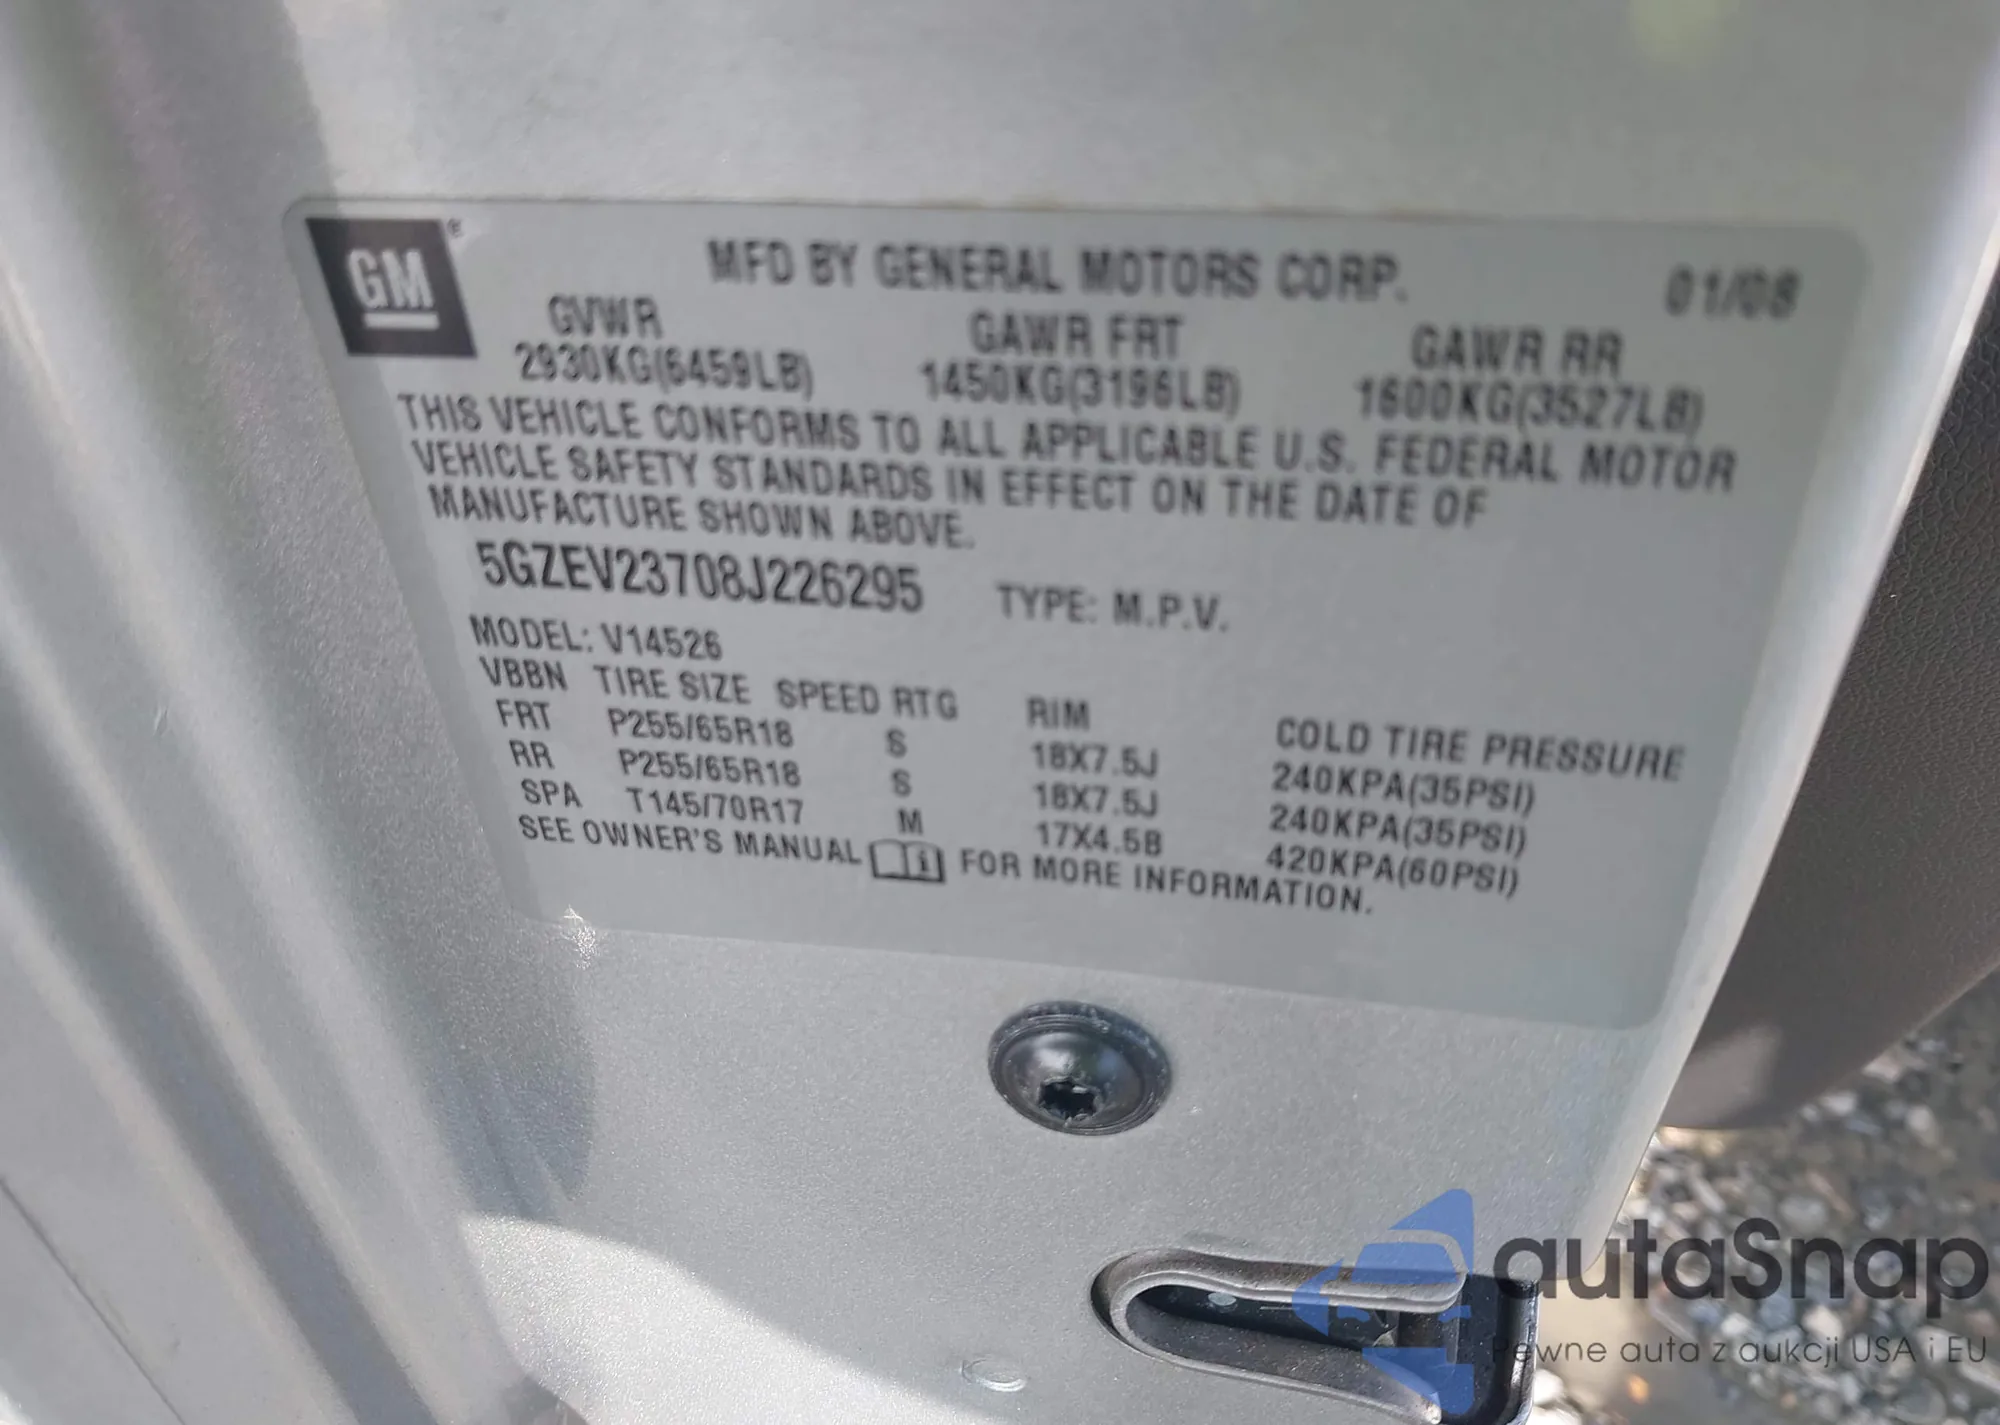 GM®
MFD BY GENERAL MOTORS CORP. 01/08
GVWR GAWR FRT GAWR RR
2930KG(6459LB) 1450KG(3196LB) 1600KG(3527LB)
THIS VEHICLE CONFORMS TO ALL APPLICABLE U.S. FEDERAL MOTOR
VEHICLE SAFETY STANDARDS IN EFFECT ON THE DATE OF
MANUFACTURE SHOWN ABOVE.
5GZEV23708J226295 TYPE: M.P.V.
MODEL: V14526
VBBN TIRE SIZE SPEED RTG RIM COLD TIRE PRESSURE
FRT P255/65R18 S 18X7.5J 240KPA(35PSI)
RR P255/65R18 S 18X7.5J 240KPA(35PSI)
SPA T145/70R17 M 17X4.5B 420KPA(60PSI)
SEE OWNER'S MANUAL FOR MORE INFORMATION.
autaSnap
Pewne auta z aukcji USA i EU